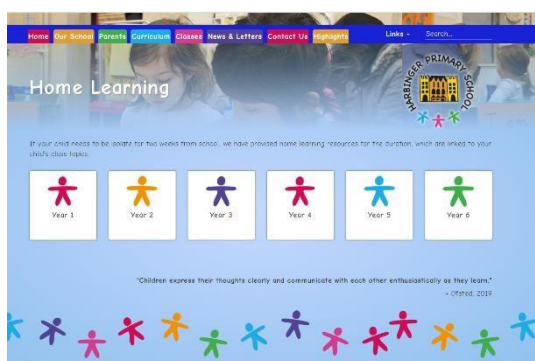 Home Our School Parents Curriculum Classes News & Letters Contact Us Highlights Links Search...
HARBINGER PRIMARY SCHOOL
Home Learning
If your child needs to be isolate for two weeks from school, we have provided home learning resources for the duration, which are linked to your
child's class topics.
Year 1 Year 2 Year 3 Year 4 Year 5 Year 6
"Children express their thoughts clearly and communicate with each other enthusiastically as they learn."
- Ofsted, 2019